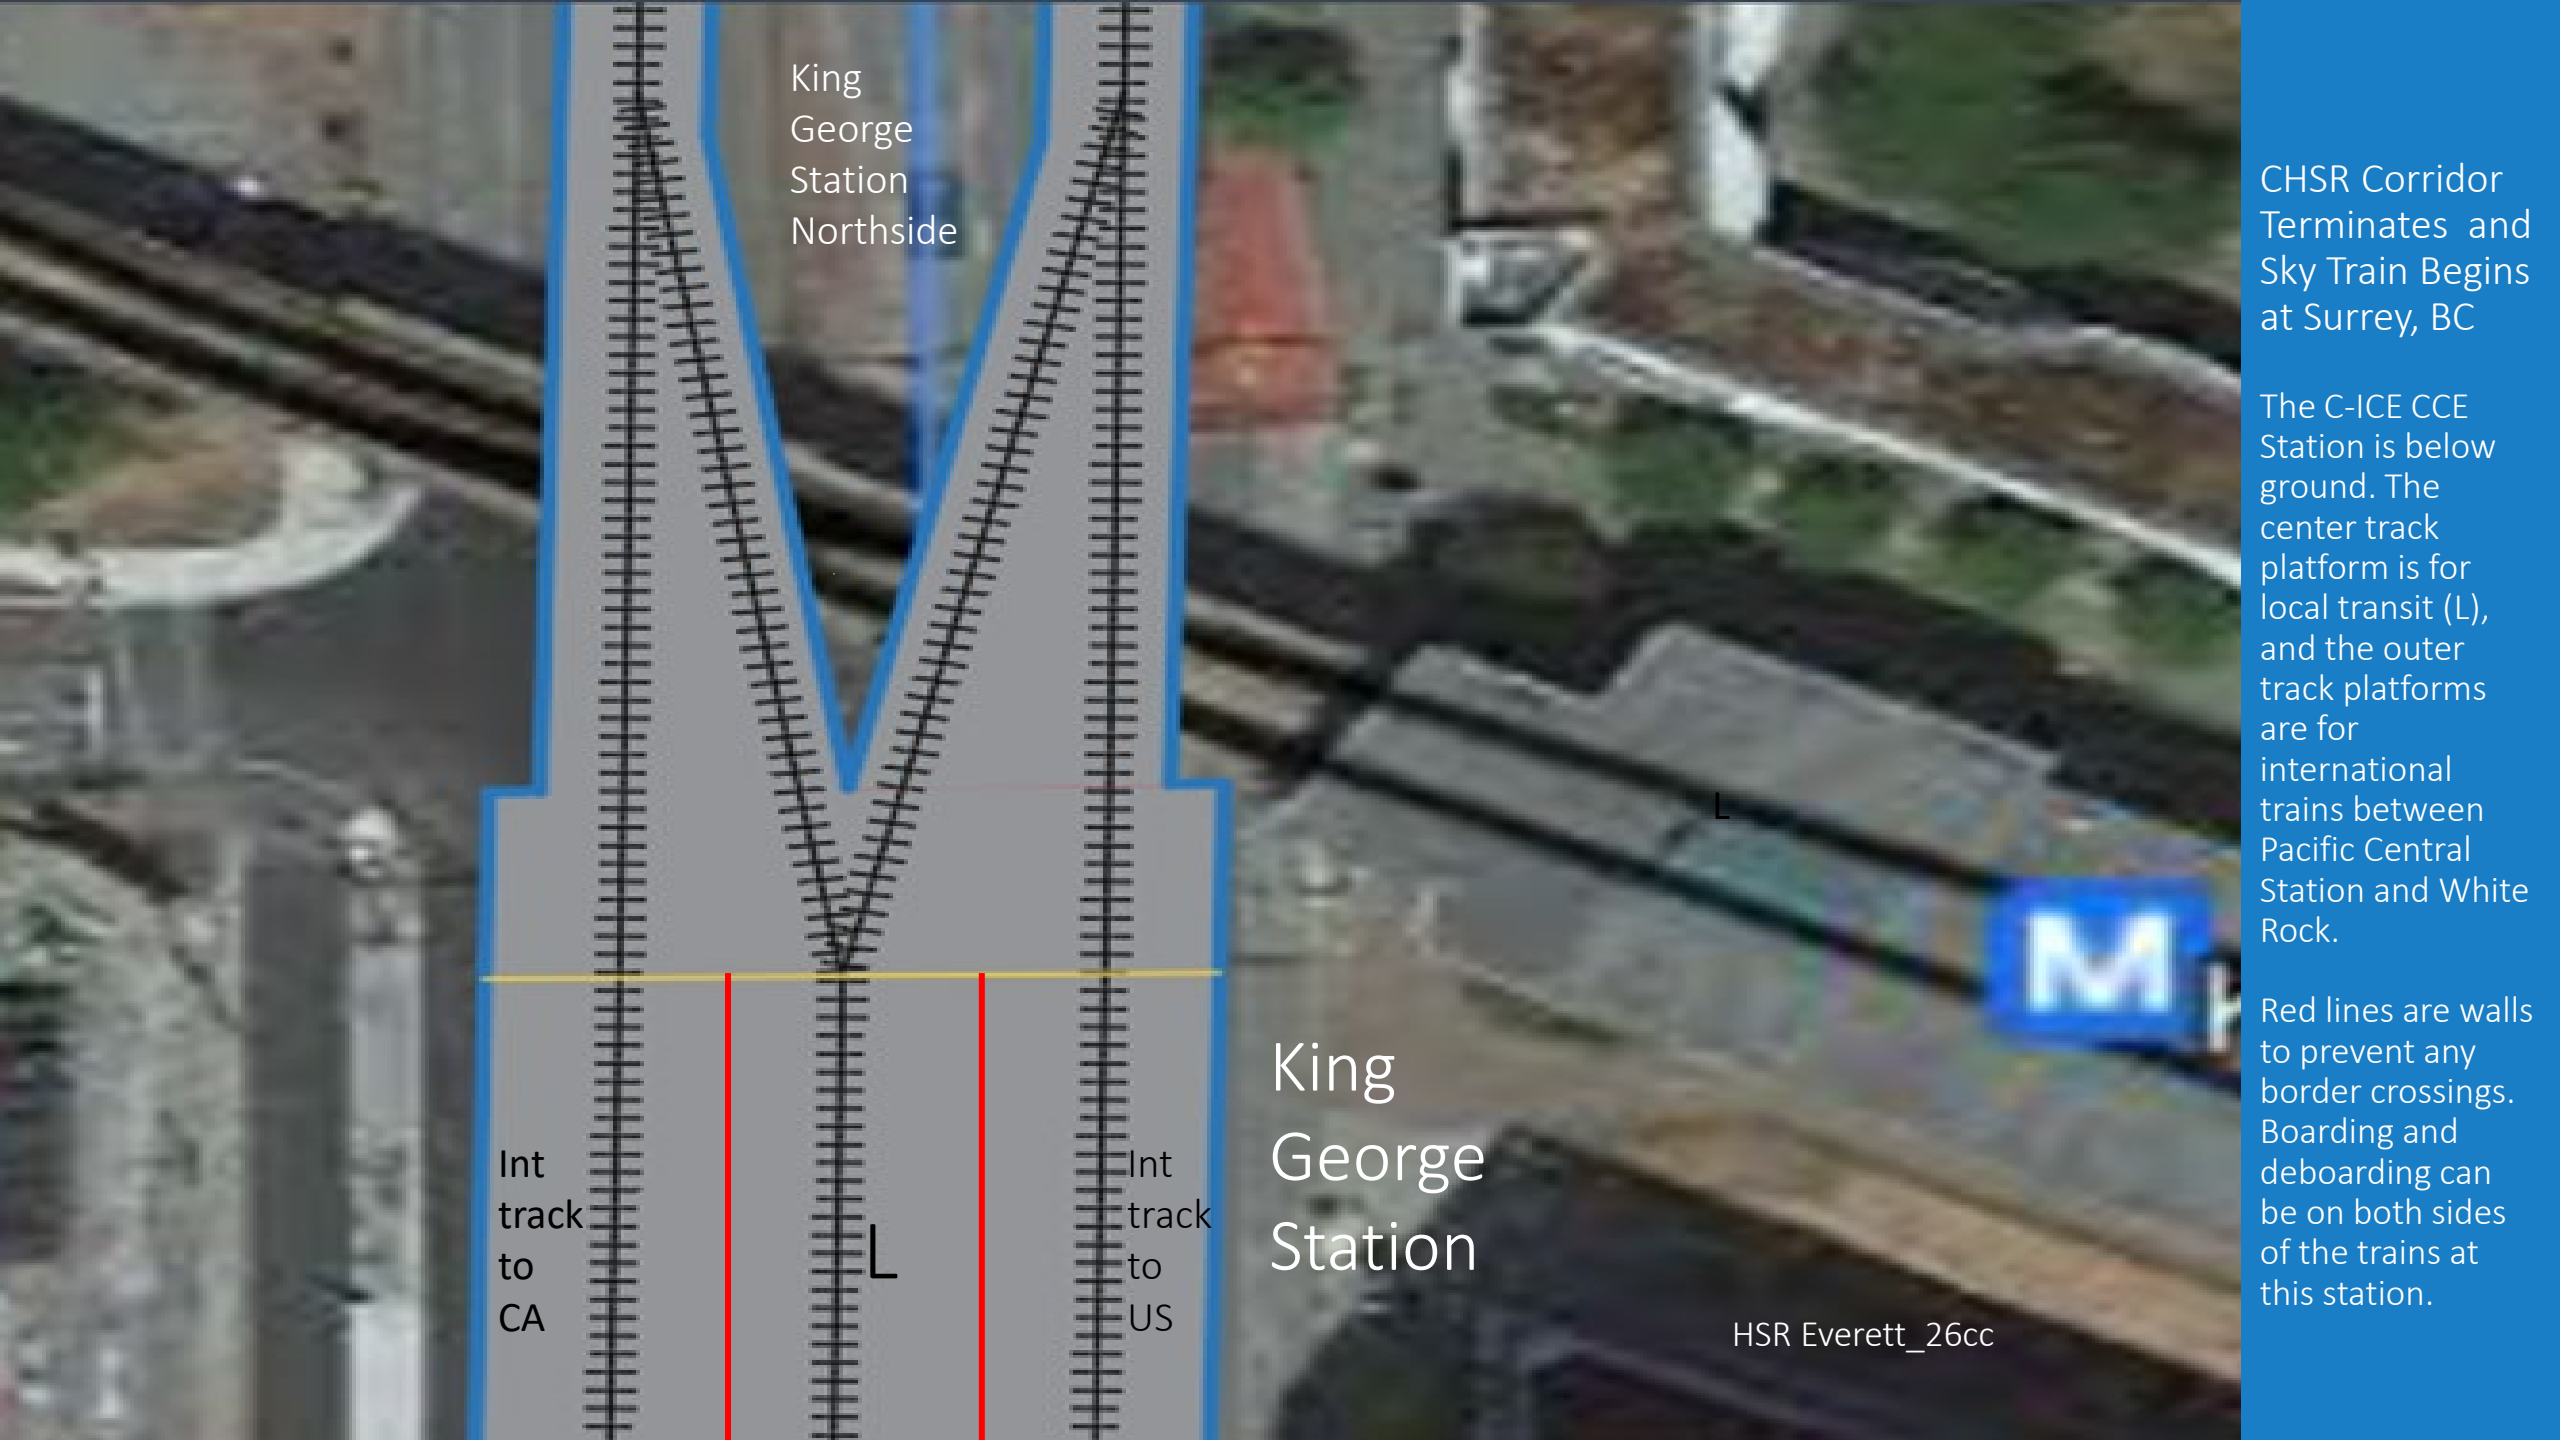 King
George
Station
Northside
L
M
Int
track
to
CA
L
Int
track
to
US
King
George
Station
HSR Everett_26cc
CHSR Corridor
Terminates and
Sky Train Begins
at Surrey, BC
The C-ICE CCE
Station is below
ground. The
center track
platform is for
local transit (L),
and the outer
track platforms
are for
international
trains between
Pacific Central
Station and White
Rock.
Red lines are walls
to prevent any
border crossings.
Boarding and
deboarding can
be on both sides
of the trains at
this station.